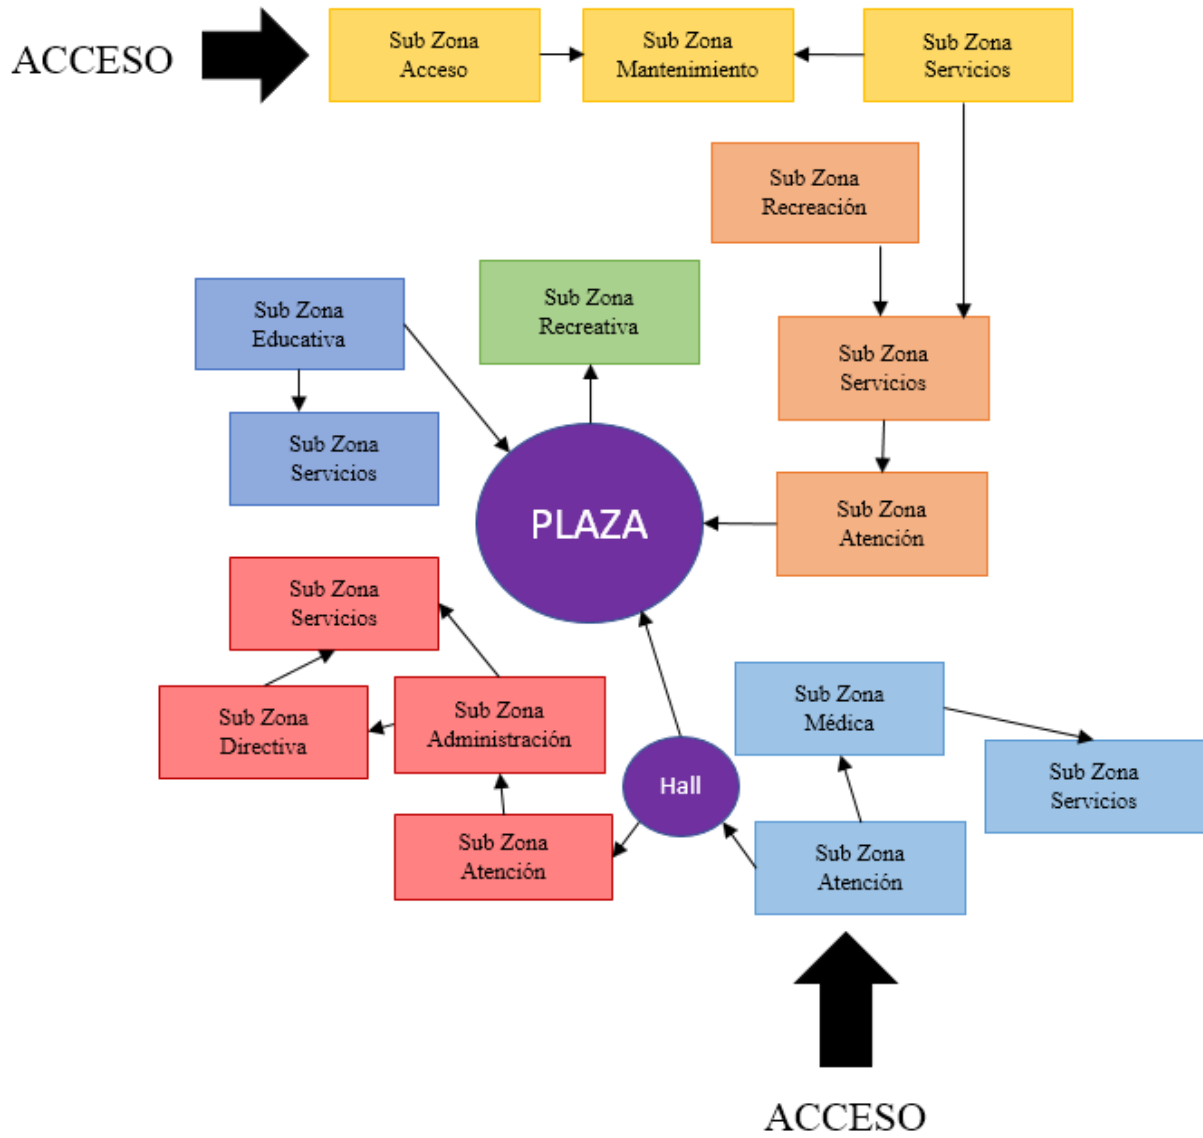 ACCESO
Sub Zona
Acceso
Sub Zona
Mantenimiento
Sub Zona
Servicios
Sub Zona
Recreación
Sub Zona
Educativa
Sub Zona
Recreativa
Sub Zona
Servicios
Sub Zona
Servicios
PLAZA
Sub Zona
Atención
Sub Zona
Servicios
Sub Zona
Directiva
Sub Zona
Administración
Sub Zona
Médica
Hall
Sub Zona
Servicios
Sub Zona
Atención
Sub Zona
Atención
ACCESO